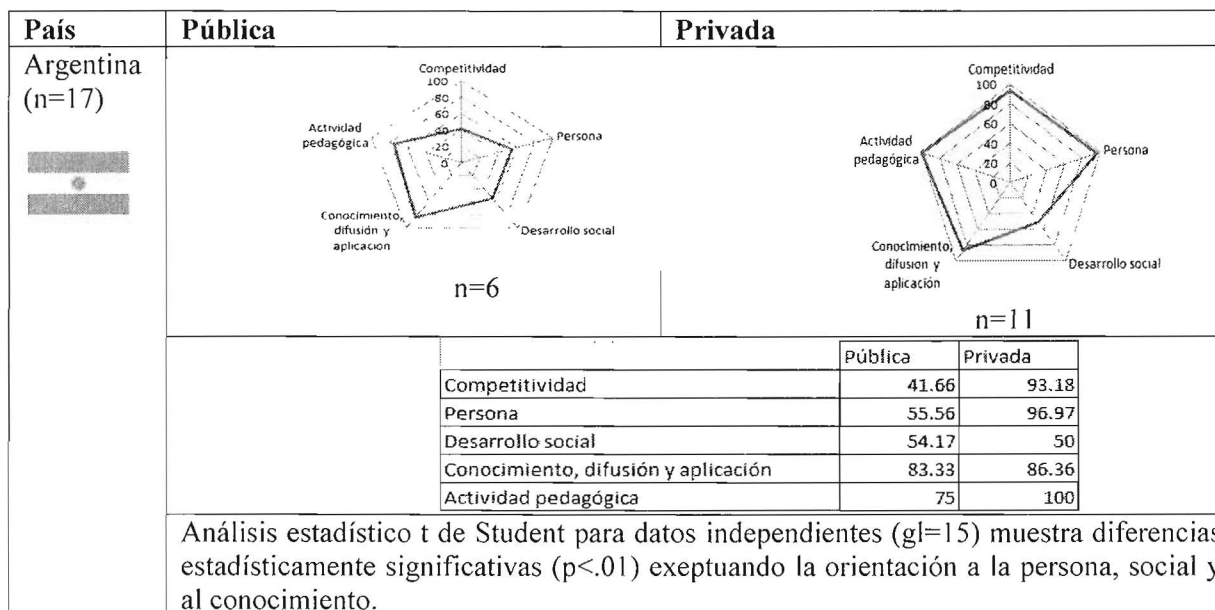 País Pública Privada
Argentina
(n=17)
Competitividad
100
80
60
40
20
0
Persona
Desarrollo social
Conocimiento,
difusión y
aplicación
Actividad
pedagógica
n=6
Competitividad
100
80
60
40
20
0
Persona
Desarrollo social
Conocimiento,
difusión y
aplicación
Actividad
pedagógica
n=11
Pública Privada
Competitividad 41.66 93.18
Persona 55.56 96.97
Desarrollo social 54.17 50
Conocimiento, difusión y aplicación 83.33 86.36
Actividad pedagógica 75 100
Análisis estadístico t de Student para datos independientes (gl=15) muestra diferencias
estadísticamente significativas (p<.01) exeptuando la orientación a la persona, social y
al conocimiento.